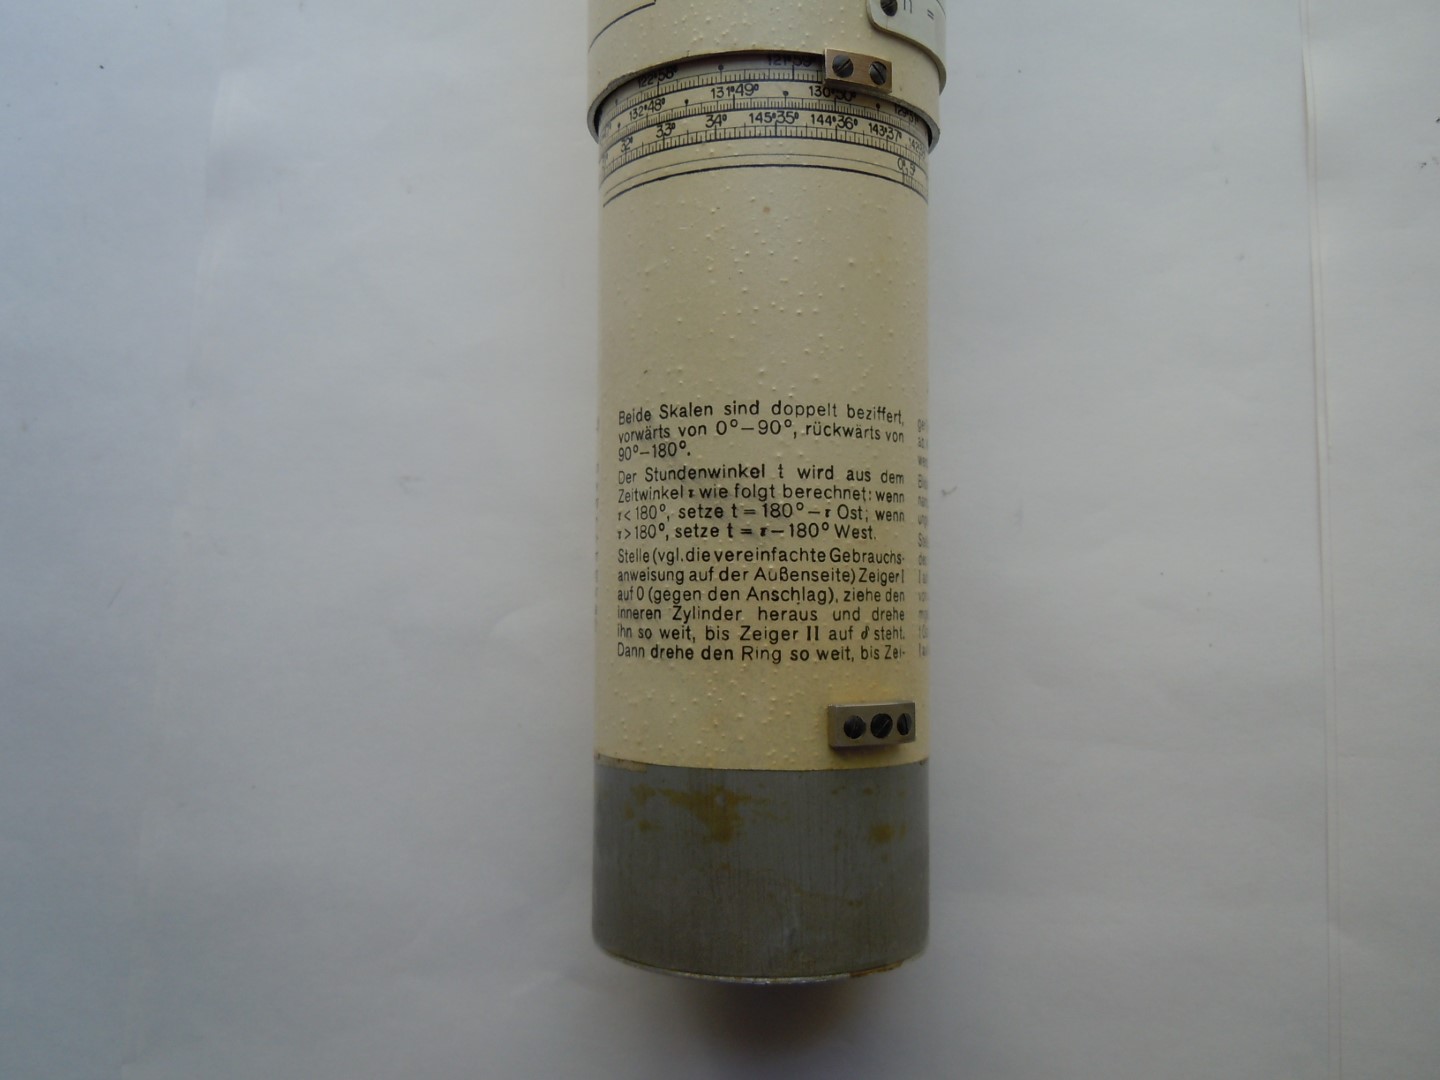 n =
122°58° 121°59°
132°48° 131°49° 130°50°
32° 33° 34° 145°35° 144°36° 143°37°
Beide Skalen sind doppelt beziffert,
vorwärts von 0°–90°, rückwärts von
90°–180°.
Der Stundenwinkel t wird aus dem
Zeitwinkel τ wie folgt berechnet: wenn
τ<180°, setze t = 180°–τ Ost; wenn
τ>180°, setze t = τ–180° West.
Stelle (vgl. die vereinfachte Gebrauchs-
anweisung auf der Außenseite) Zeiger I
auf 0 (gegen den Anschlag), ziehe den
inneren Zylinder heraus und drehe
ihn so weit, bis Zeiger II auf δ steht.
Dann drehe den Ring so weit, bis Zei-